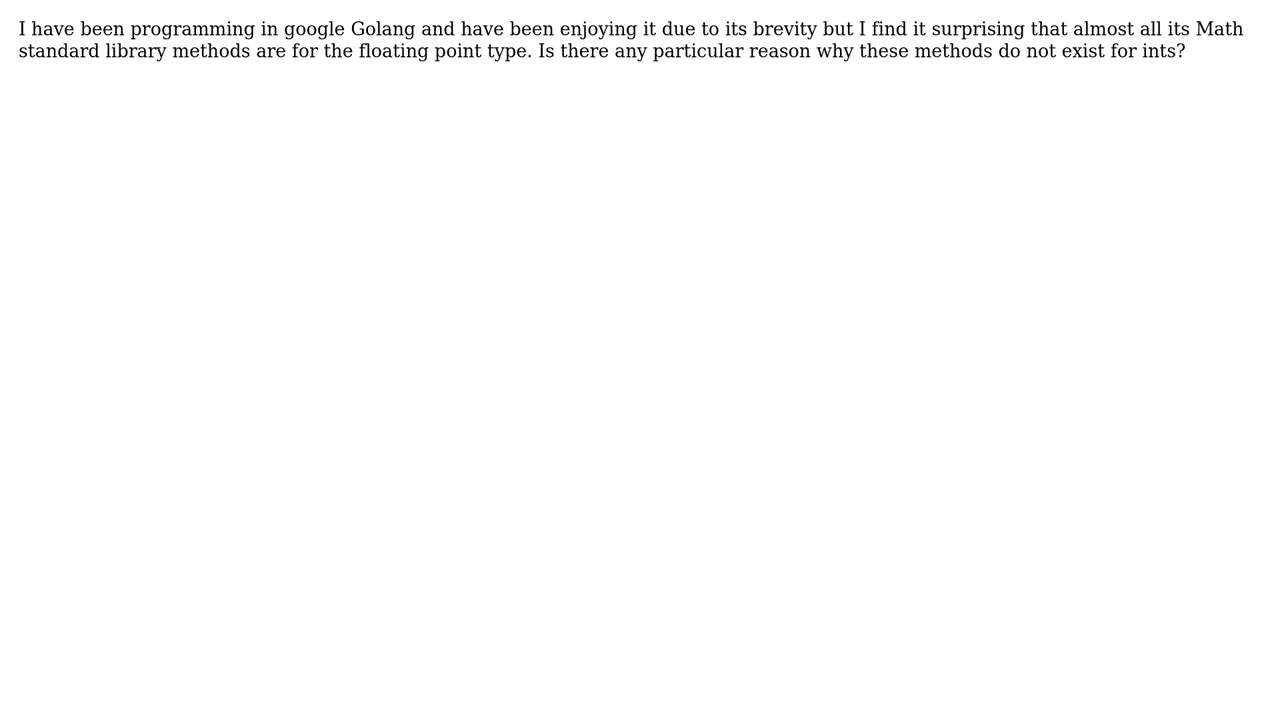 I have been programming in google Golang and have been enjoying it due to its brevity but I find it surprising that almost all its Math
standard library methods are for the floating point type. Is there any particular reason why these methods do not exist for ints?